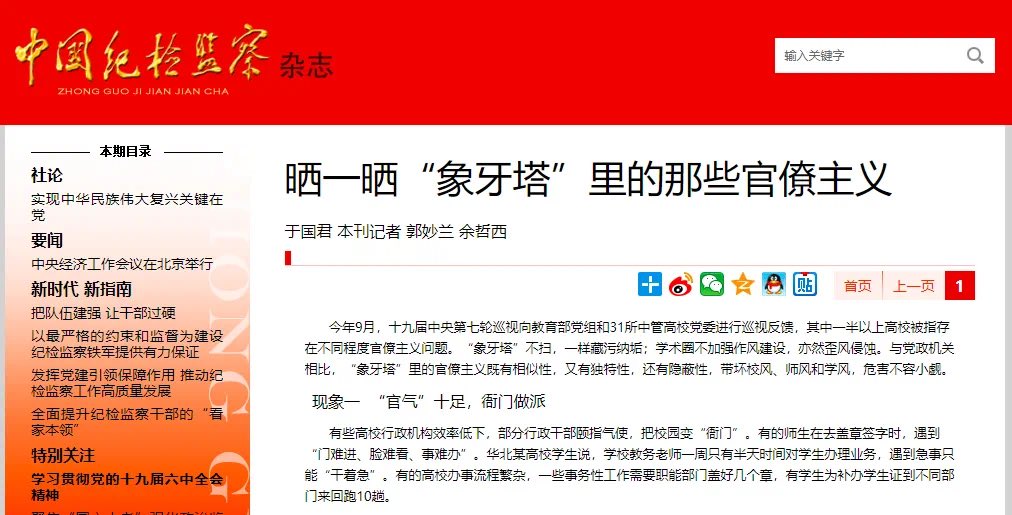 中国纪检监察 杂志
ZHONG GUO JI JIAN JIAN CHA
输入关键字
本期目录
社论
实现中华民族伟大复兴关键在
党
要闻
中央经济工作会议在北京举行
新时代 新指南
把队伍建强 让干部过硬
以最严格的约束和监督为建设
纪检监察铁军提供有力保证
发挥党建引领保障作用 推动纪
检监察工作高质量发展
全面提升纪检监察干部的“看
家本领”
特别关注
学习贯彻党的十九届六中全会
精神
晒一晒“象牙塔”里的那些官僚主义
于国君 本刊记者 郭妙兰 余哲西
贴
首页
上一页
1
今年9月，十九届中央第七轮巡视向教育部党组和31所中管高校党委进行巡视反馈，其中一半以上高校被指存
在不同程度官僚主义问题。“象牙塔”不扫，一样藏污纳垢；学术圈不加强作风建设，亦然歪风侵蚀。与党政机关
相比，“象牙塔”里的官僚主义既有相似性，又有独特性，还有隐蔽性，带坏校风、师风和学风，危害不容小觑。
现象一 “官气”十足，衙门做派
有些高校行政机构效率低下，部分行政干部颐指气使，把校园变“衙门”。有的师生在去盖章签字时，遇到
“门难进、脸难看、事难办”。华北某高校学生说，学校教务老师一周只有半天时间对学生办理业务，遇到急事只
能“干着急”。有的高校办事流程繁杂，一些事务性工作需要职能部门盖好几个章，有学生为补办学生证到不同部
门来回跑10趟。